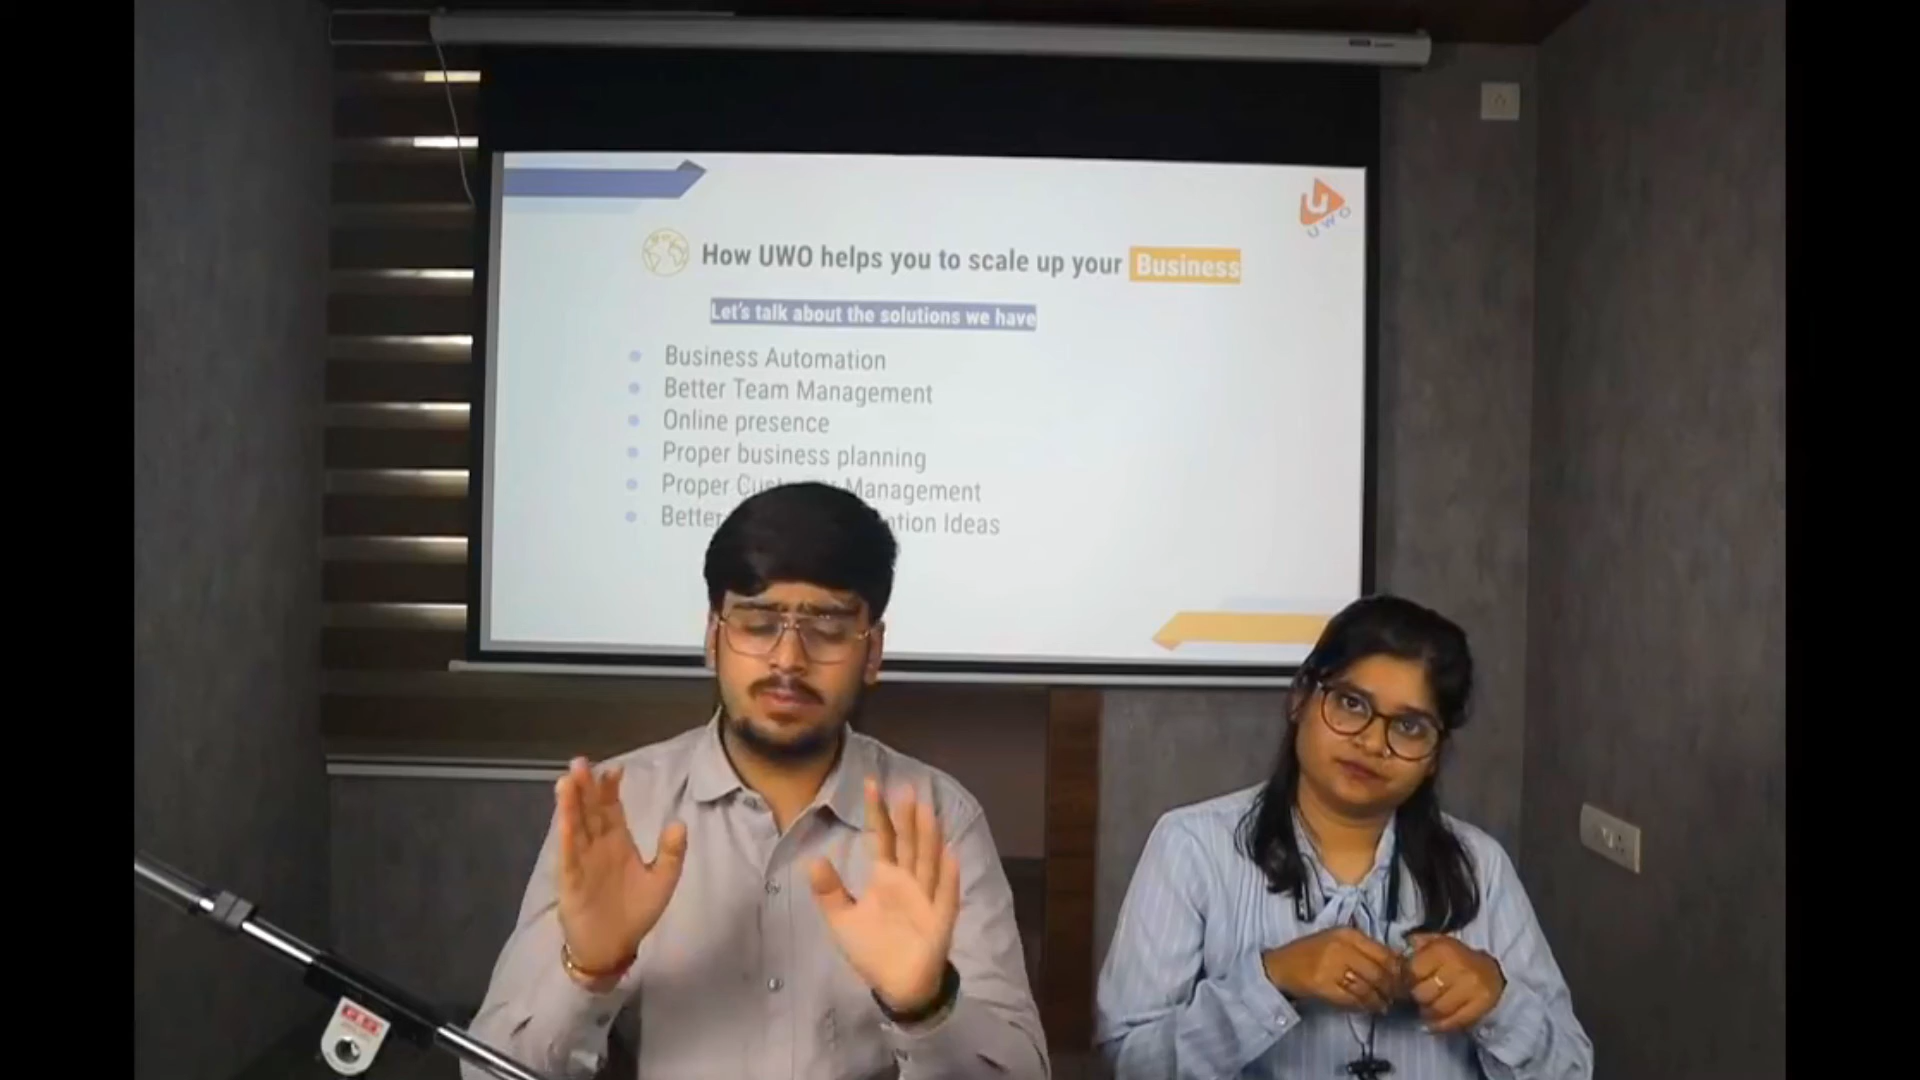 U
UWO
How UWO helps you to scale up your Business
Let's talk about the solutions we have
Business Automation
Better Team Management
Online presence
Proper business planning
Proper Management
Better Ideas